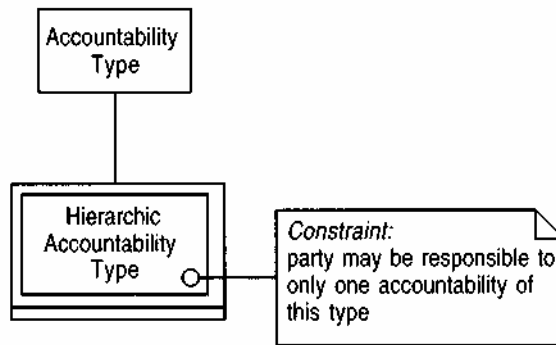 Accountability
Type
Hierarchic
Accountability
Type
Constraint:
party may be responsible to
only one accountability of
this type